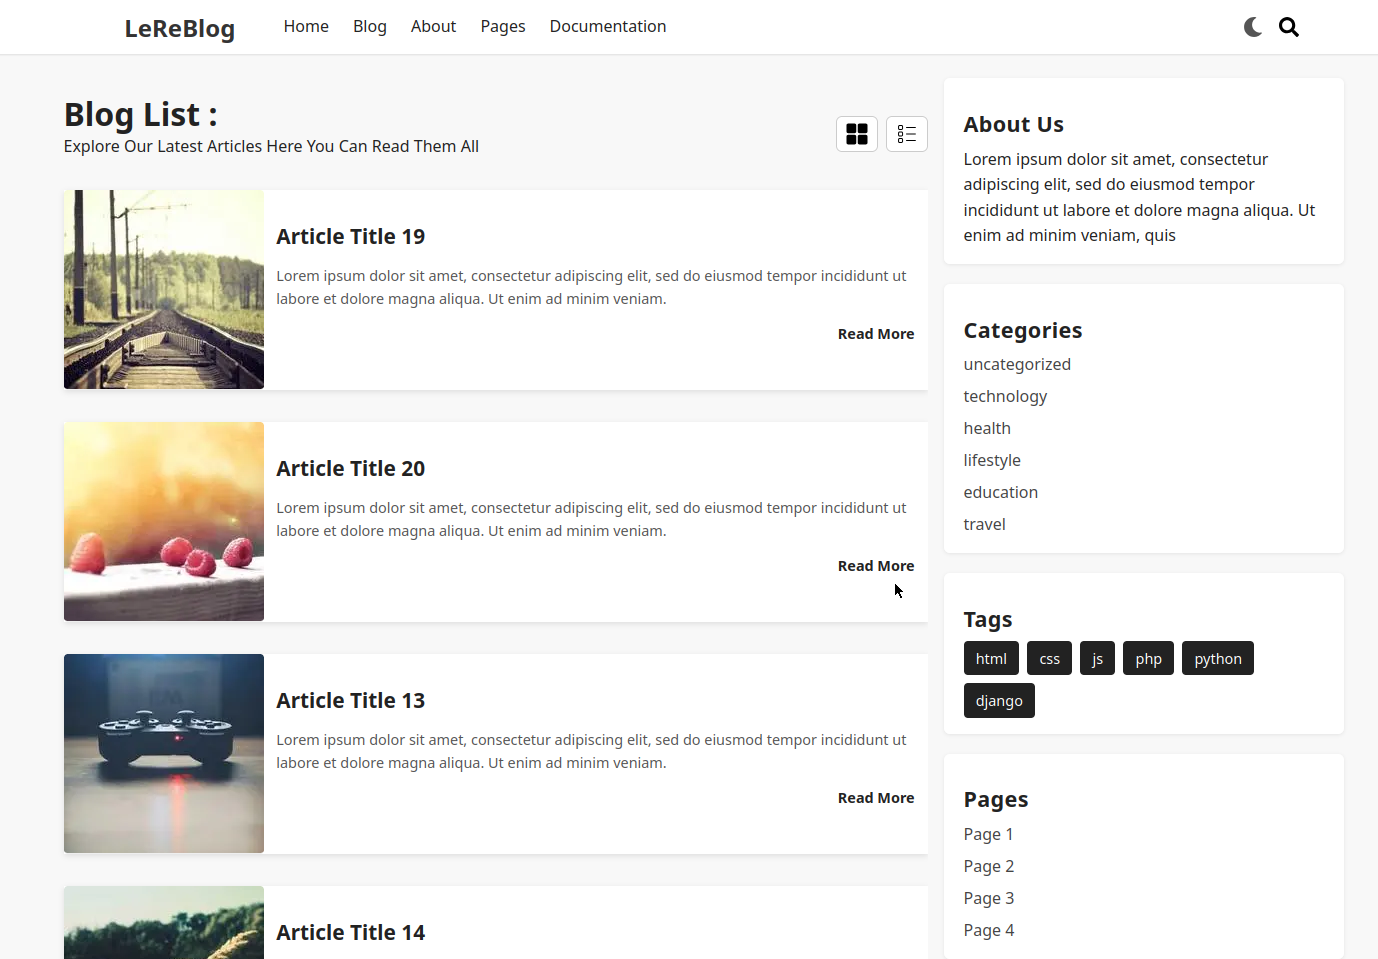 LeReBlog
Home Blog About Pages Documentation
Blog List :
Explore Our Latest Articles Here You Can Read Them All
Article Title 19
Lorem ipsum dolor sit amet, consectetur adipiscing elit, sed do eiusmod tempor incididunt ut
labore et dolore magna aliqua. Ut enim ad minim veniam.
Read More
Article Title 20
Lorem ipsum dolor sit amet, consectetur adipiscing elit, sed do eiusmod tempor incididunt ut
labore et dolore magna aliqua. Ut enim ad minim veniam.
Read More
Article Title 13
Lorem ipsum dolor sit amet, consectetur adipiscing elit, sed do eiusmod tempor incididunt ut
labore et dolore magna aliqua. Ut enim ad minim veniam.
Read More
Article Title 14
About Us
Lorem ipsum dolor sit amet, consectetur
adipiscing elit, sed do eiusmod tempor
incididunt ut labore et dolore magna aliqua. Ut
enim ad minim veniam, quis
Categories
uncategorized
technology
health
lifestyle
education
travel
Tags
html css js php python
django
Pages
Page 1
Page 2
Page 3
Page 4